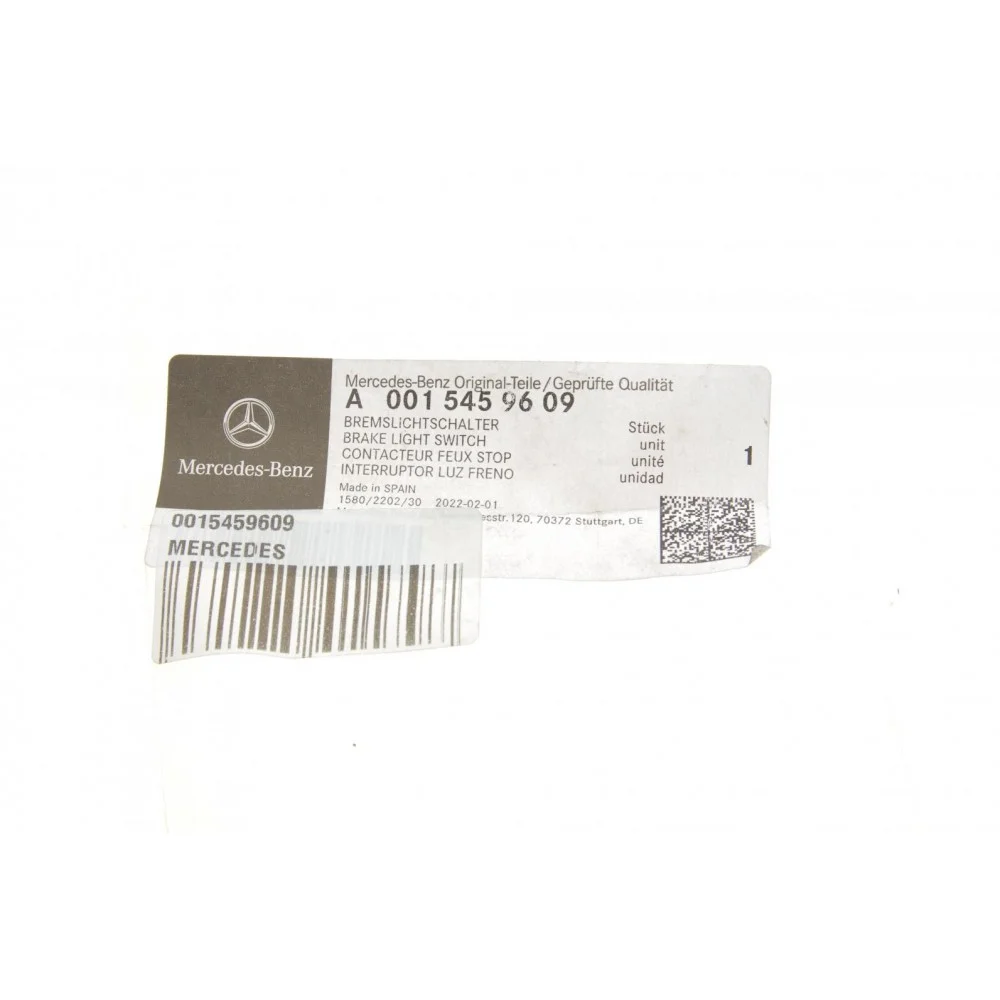 Mercedes-Benz
Mercedes-Benz Original-Teile/Geprüfte Qualität
A 001 545 96 09
BREMSLICHTSCHALTER
BRAKE LIGHT SWITCH
CONTACTEUR FEUX STOP
INTERRUPTOR LUZ FRENO
Stück
unit
unité
unidad
1
Made in SPAIN
1580/2202/30 2022-02-01
str.120, 70372 Stuttgart, DE
0015459609
MERCEDES